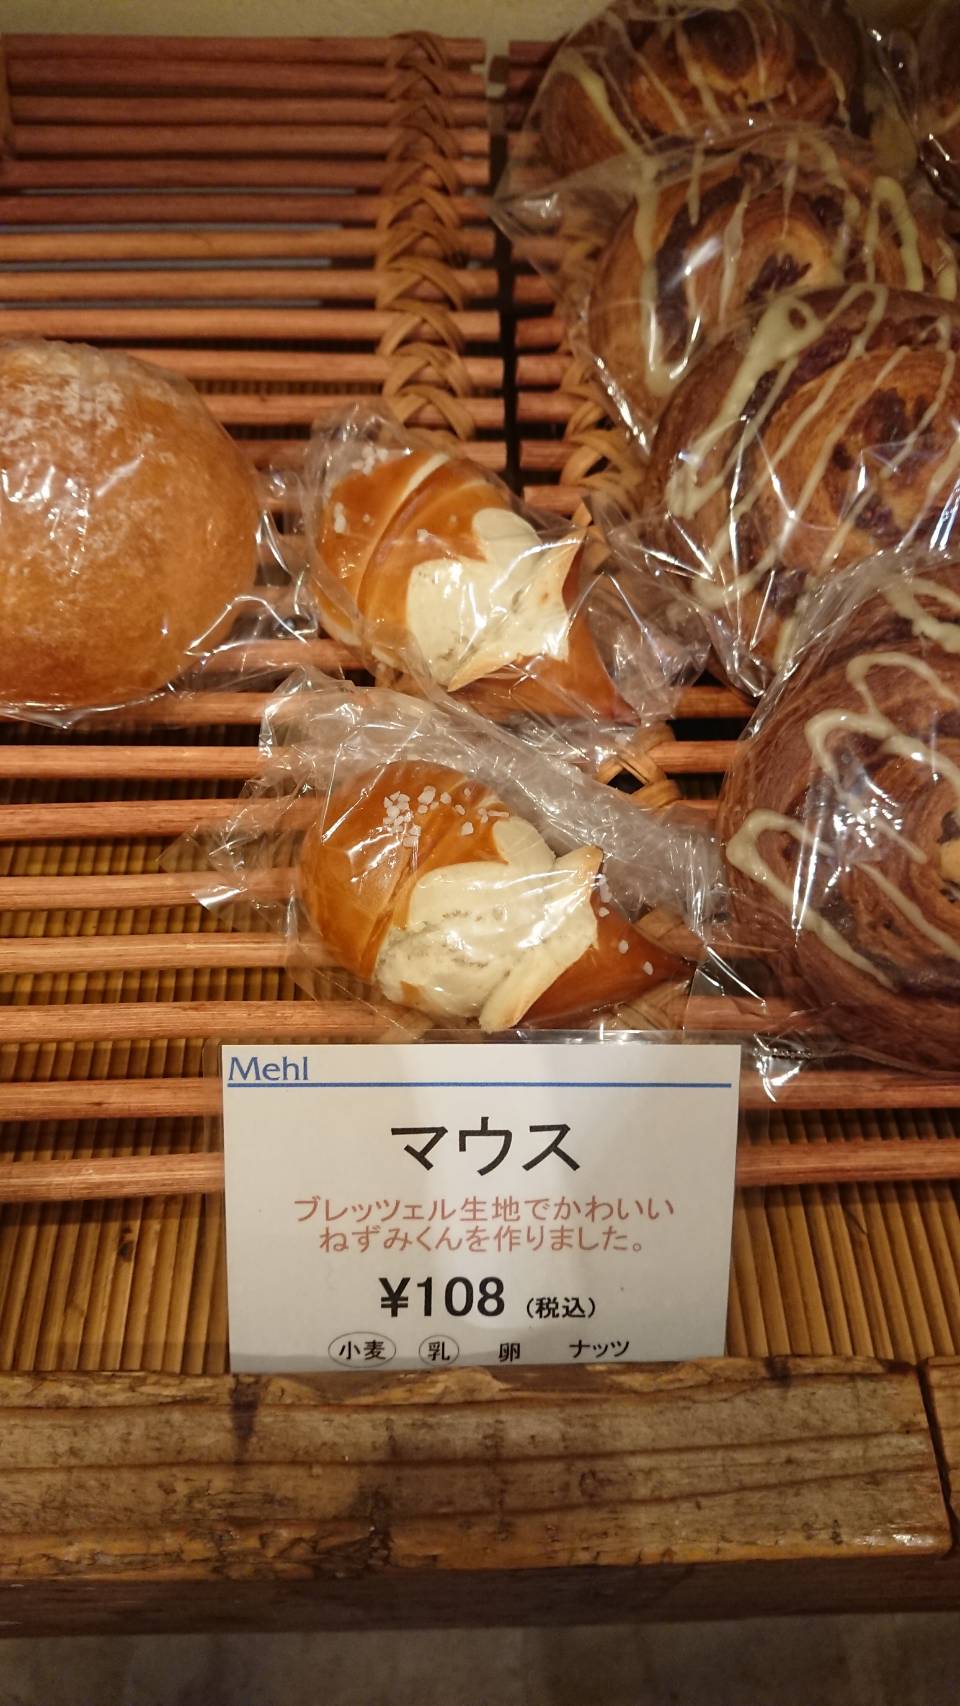 Mehl
マウス
ブレッツェル生地でかわいい
ねずみくんを作りました。
¥108 (税込)
小麦 乳 卵 ナッツ